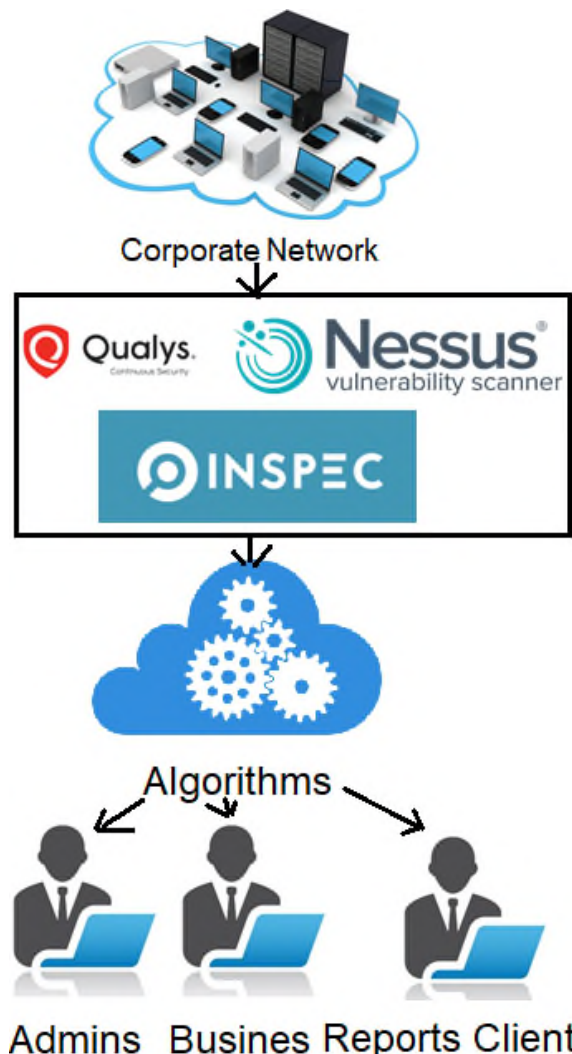 Corporate Network
Qualys.
Continuous Security
Nessus®
vulnerability scanner
INSPEC
Algorithms
Admins Busines Reports Client